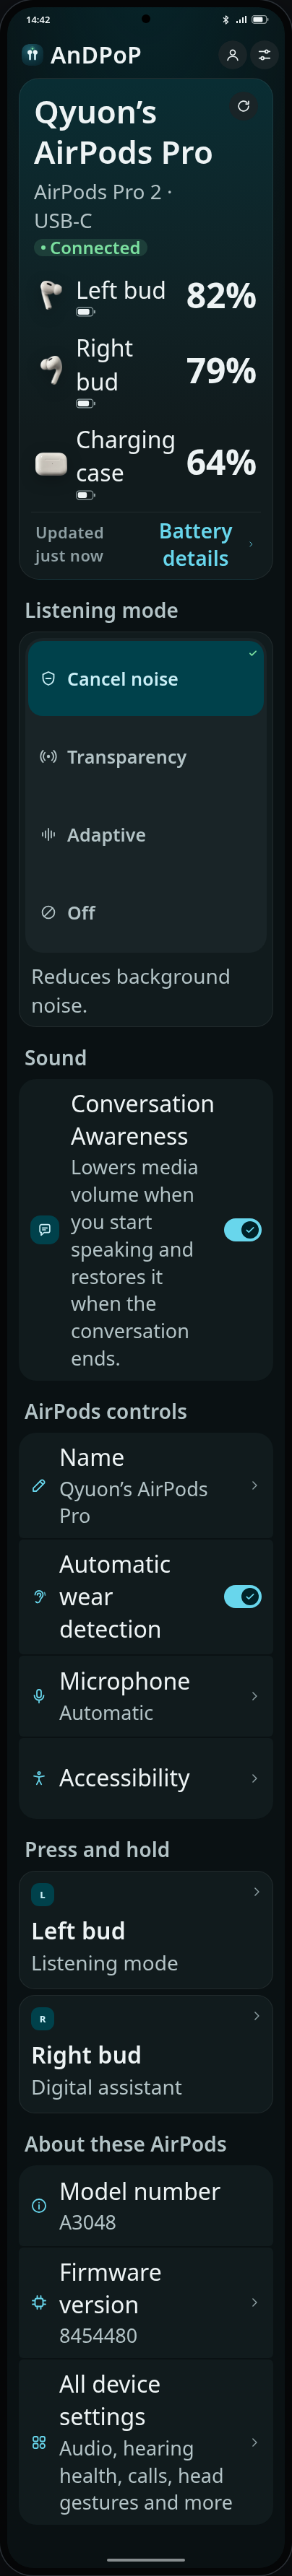 14:42
AnDPoP
Qyuon’s
AirPods Pro
AirPods Pro 2 ·
USB-C
• Connected
Left bud
82%
Right
bud
79%
Charging
case
64%
Updated
just now
Battery
details
Listening mode
Cancel noise
Transparency
Adaptive
Off
Reduces background
noise.
Sound
Conversation
Awareness
Lowers media
volume when
you start
speaking and
restores it
when the
conversation
ends.
AirPods controls
Name
Qyuon’s AirPods
Pro
Automatic
wear
detection
Microphone
Automatic
Accessibility
Press and hold
L
Left bud
Listening mode
R
Right bud
Digital assistant
About these AirPods
Model number
A3048
Firmware
version
8454480
All device
settings
Audio, hearing
health, calls, head
gestures and more